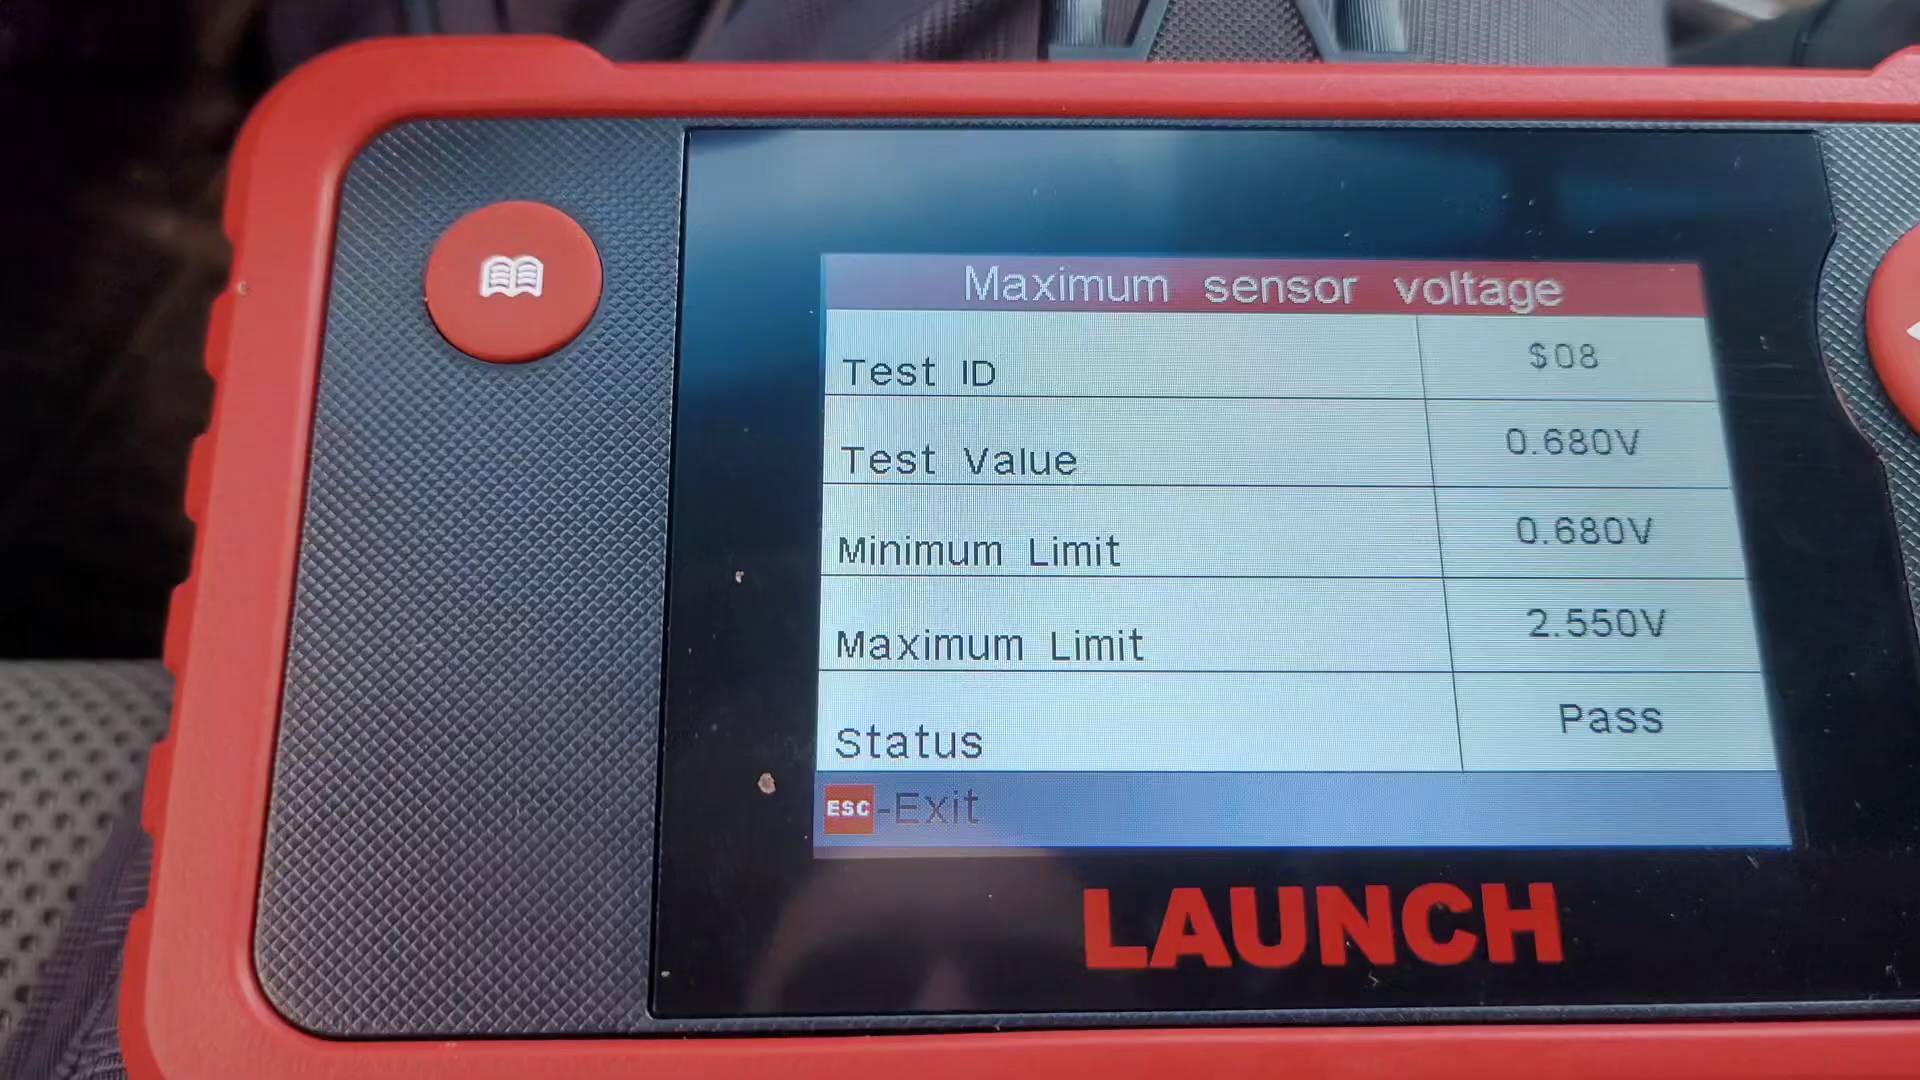 Maximum sensor voltage
Test ID $08
Test Value 0.680V
Minimum Limit 0.680V
Maximum Limit 2.550V
Status Pass
ESC-Exit
LAUNCH